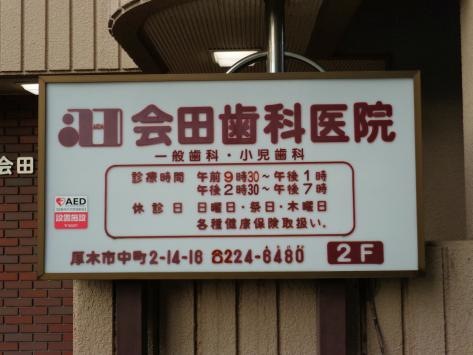 会田歯科医院
一般歯科・小児歯科
診療時間 午前9時30～午後1時
午後2時30～午後7時
休診日 日曜日・祭日・木曜日
各種健康保険取扱い。
AED
設置施設
厚木市中町2-14-16 ☎224-6480
2F
会田